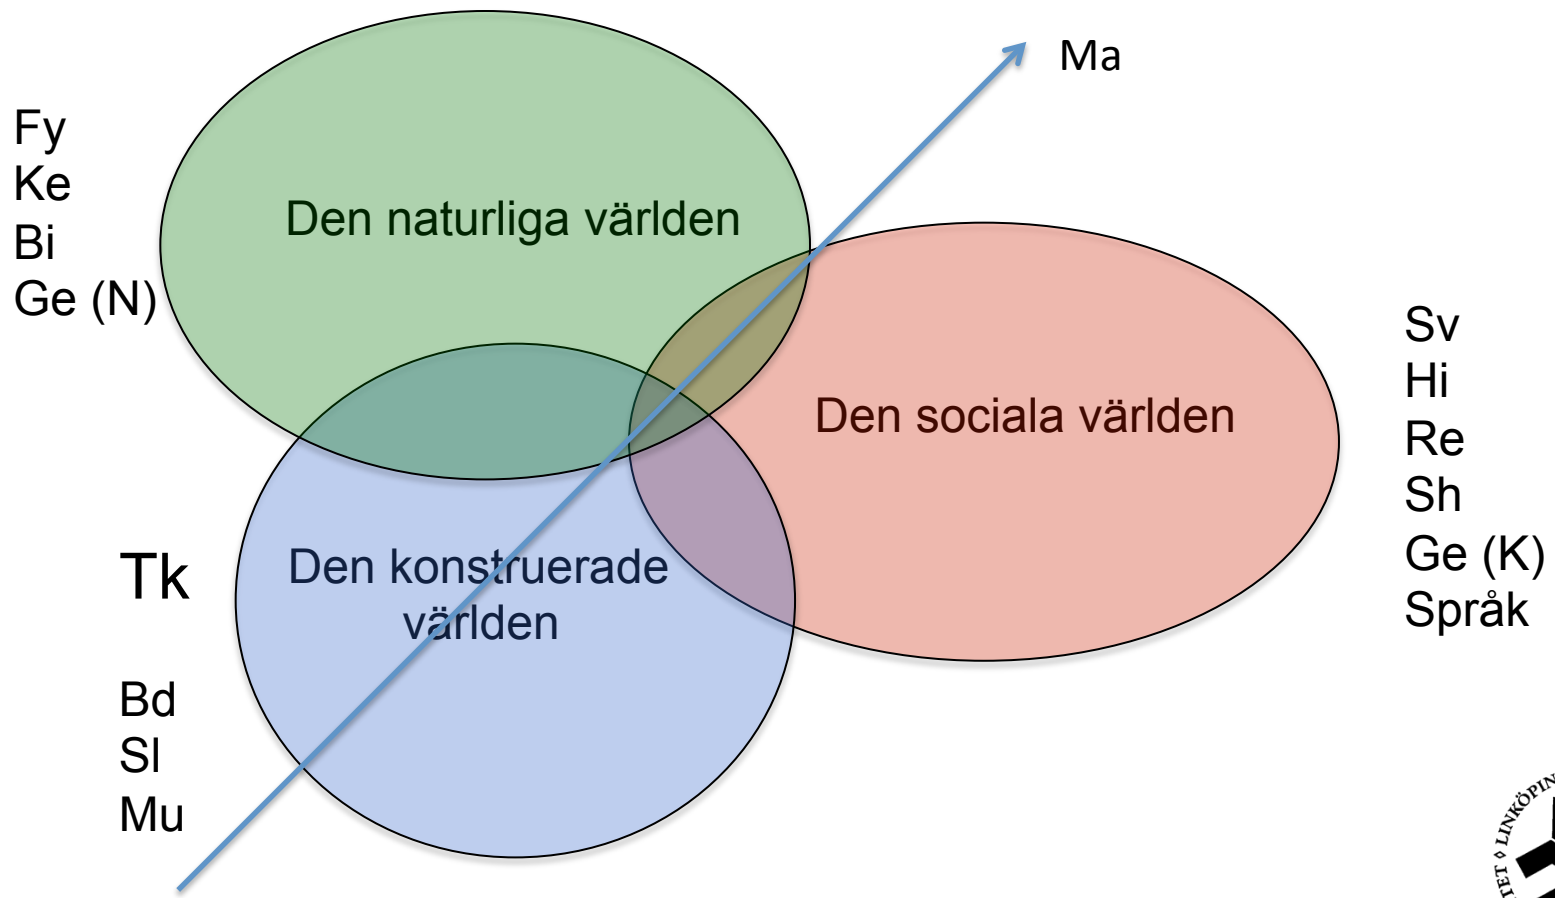 Ma
Fy
Ke
Bi
Ge (N)
Den naturliga världen
Den sociala världen
Sv
Hi
Re
Sh
Ge (K)
Språk
Tk
Den konstruerade
världen
Bd
Sl
Mu